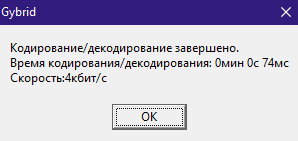 Gybrid
Кодирование/декодирование завершено.
Время кодирования/декодирования: 0мин 0с 74мс
Скорость:4кбит/с
OK